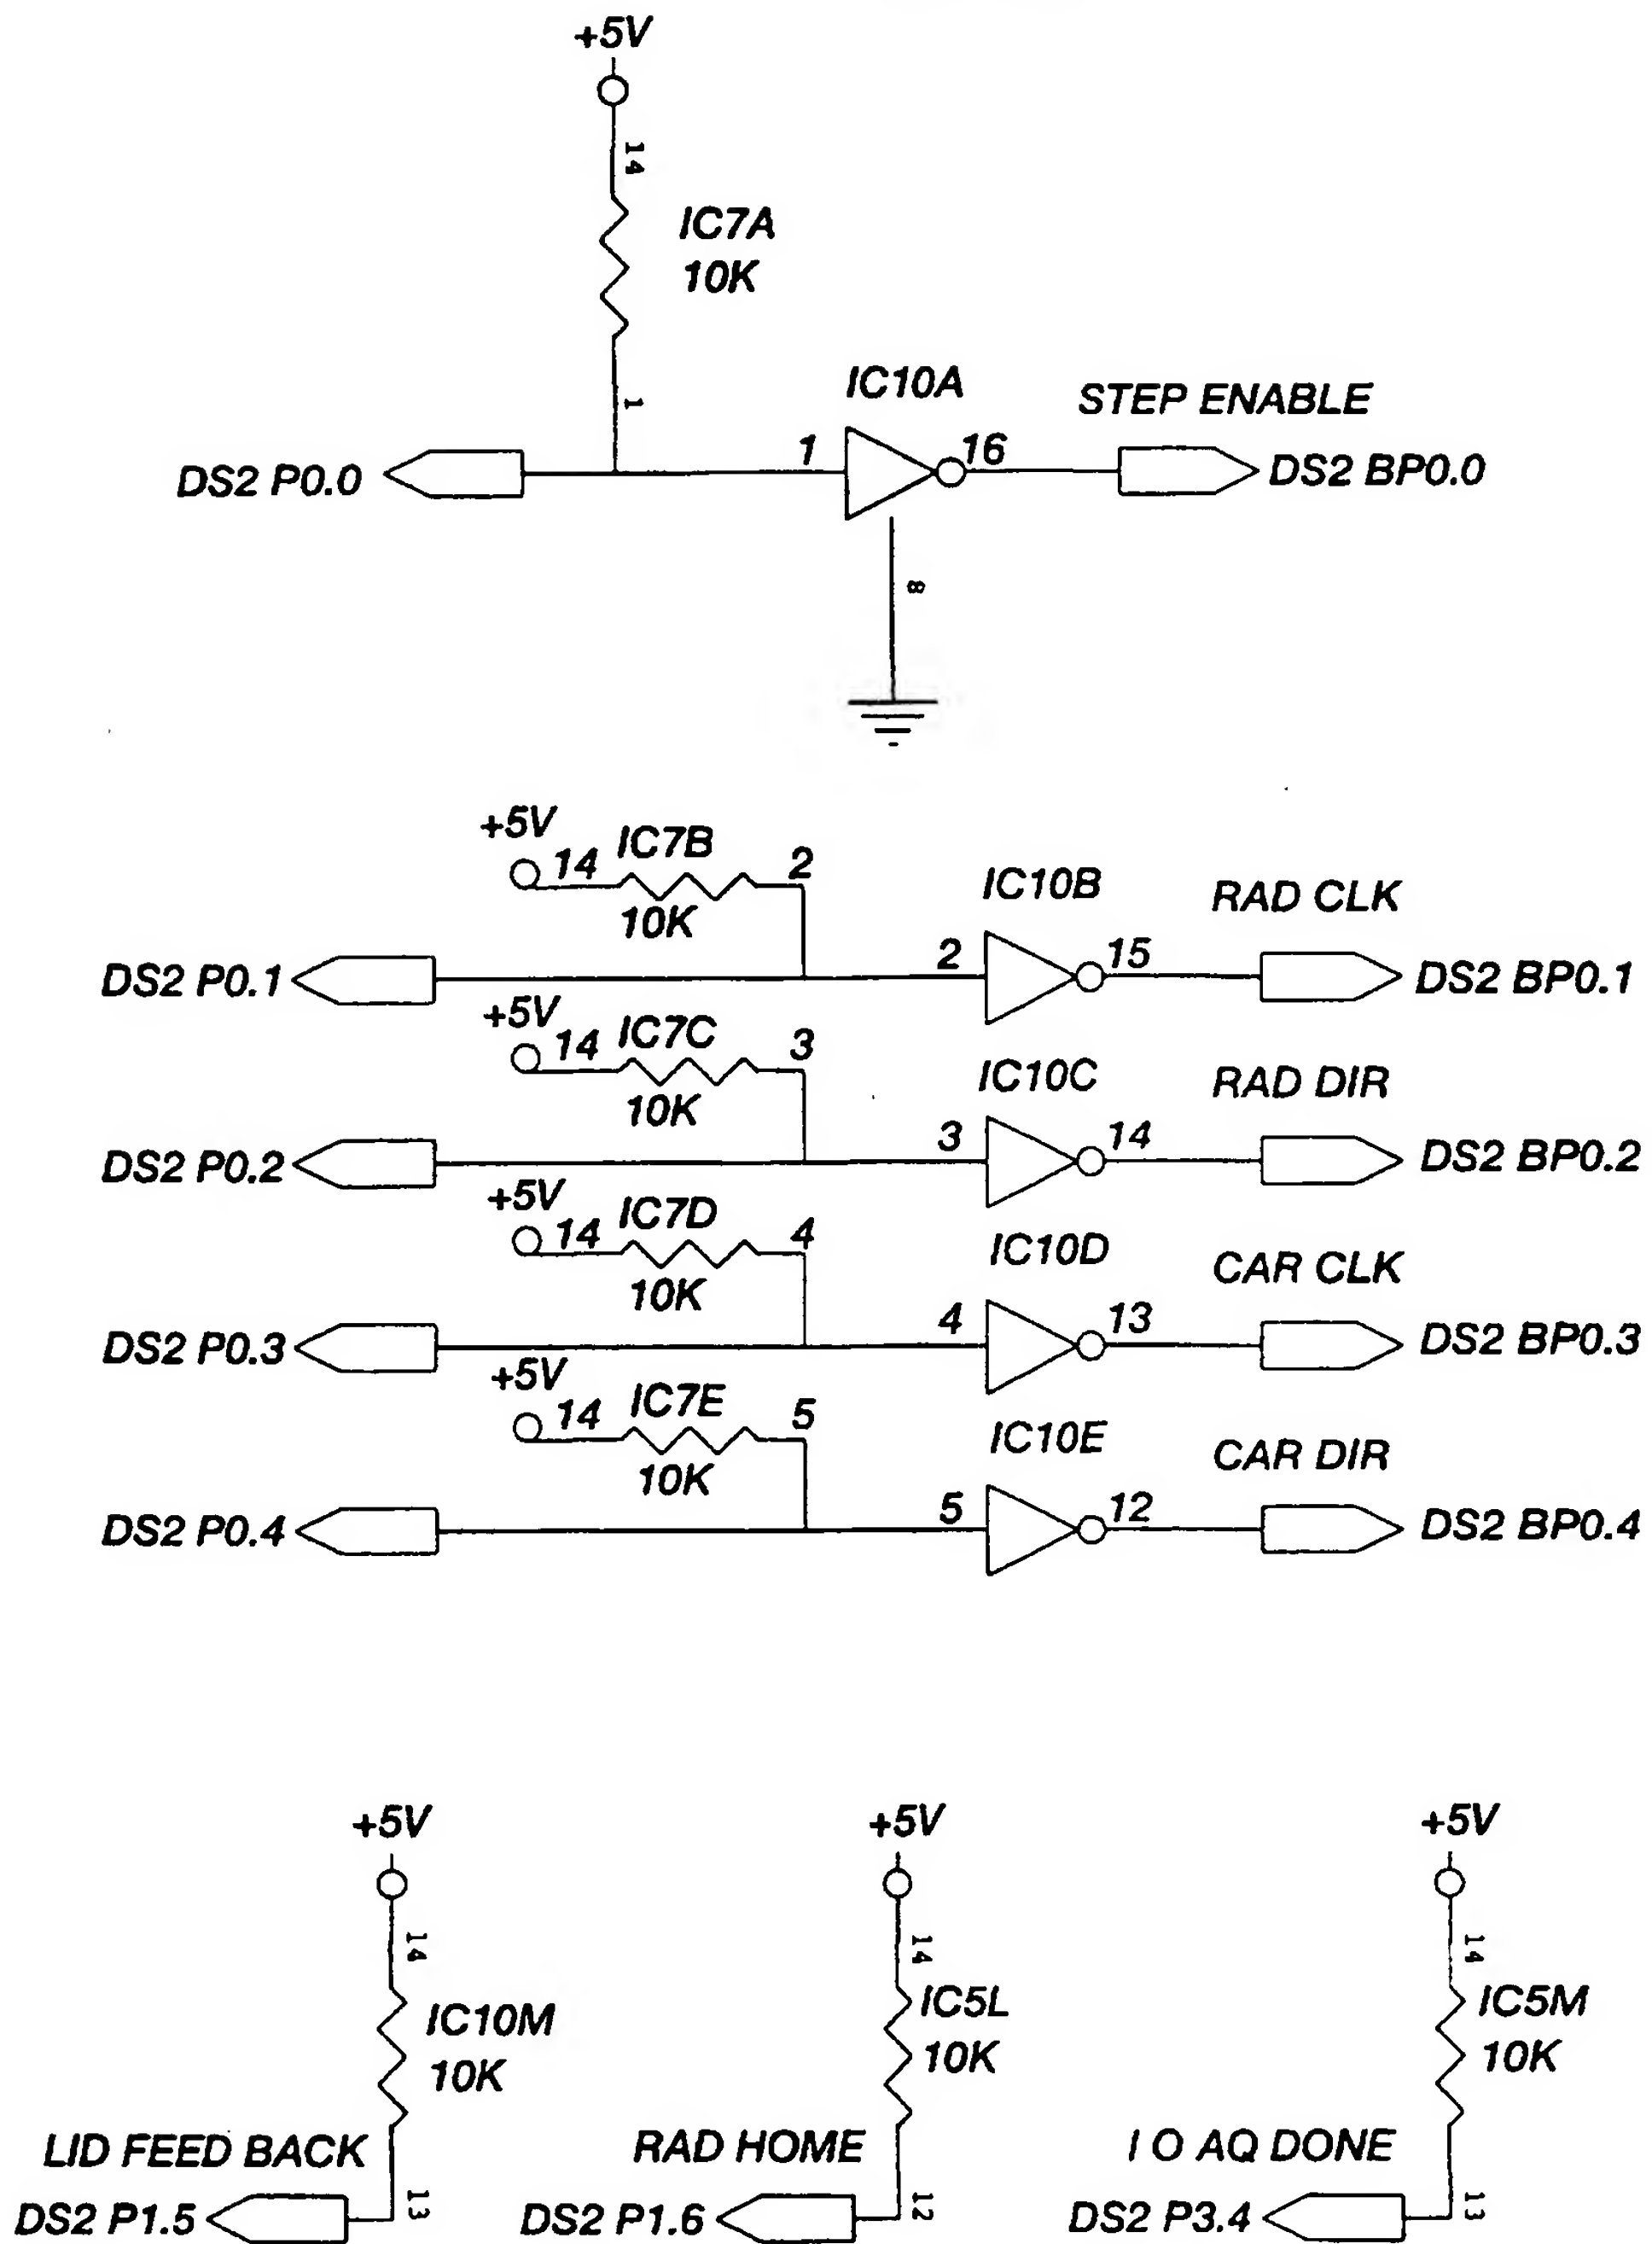 +5V
14
IC7A
10K
1
IC10A
STEP ENABLE
DS2 P0.0
1
16
DS2 BP0.0
8
+5V
14
IC7B
2
10K
IC10B
RAD CLK
DS2 P0.1
2
15
DS2 BP0.1
+5V
14
IC7C
3
10K
IC10C
RAD DIR
DS2 P0.2
3
14
DS2 BP0.2
+5V
14
IC7D
4
10K
IC10D
CAR CLK
DS2 P0.3
4
13
DS2 BP0.3
+5V
14
IC7E
5
10K
IC10E
CAR DIR
DS2 P0.4
5
12
DS2 BP0.4
+5V
14
IC10M
10K
LID FEED BACK
DS2 P1.5
13
+5V
14
IC5L
10K
RAD HOME
DS2 P1.6
12
+5V
14
IC5M
10K
I O AQ DONE
DS2 P3.4
13